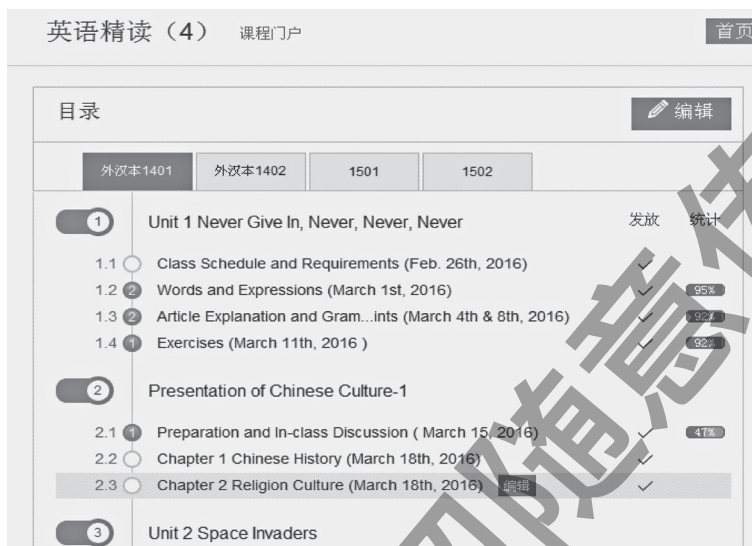 英语精读（4） 课程门户 首页
目录 编辑
外汉本1401 外汉本1402 1501 1502
1 Unit 1 Never Give In, Never, Never, Never 发放 统计
1.1 Class Schedule and Requirements (Feb. 26th, 2016)
1.2 2 Words and Expressions (March 1st, 2016) 95%
1.3 2 Article Explanation and Gram...ints (March 4th & 8th, 2016) 92%
1.4 1 Exercises (March 11th, 2016 ) 92%
2 Presentation of Chinese Culture-1
2.1 1 Preparation and In-class Discussion ( March 15, 2016) 47%
2.2 Chapter 1 Chinese History (March 18th, 2016)
2.3 Chapter 2 Religion Culture (March 18th, 2016) 编辑
3 Unit 2 Space Invaders
随意